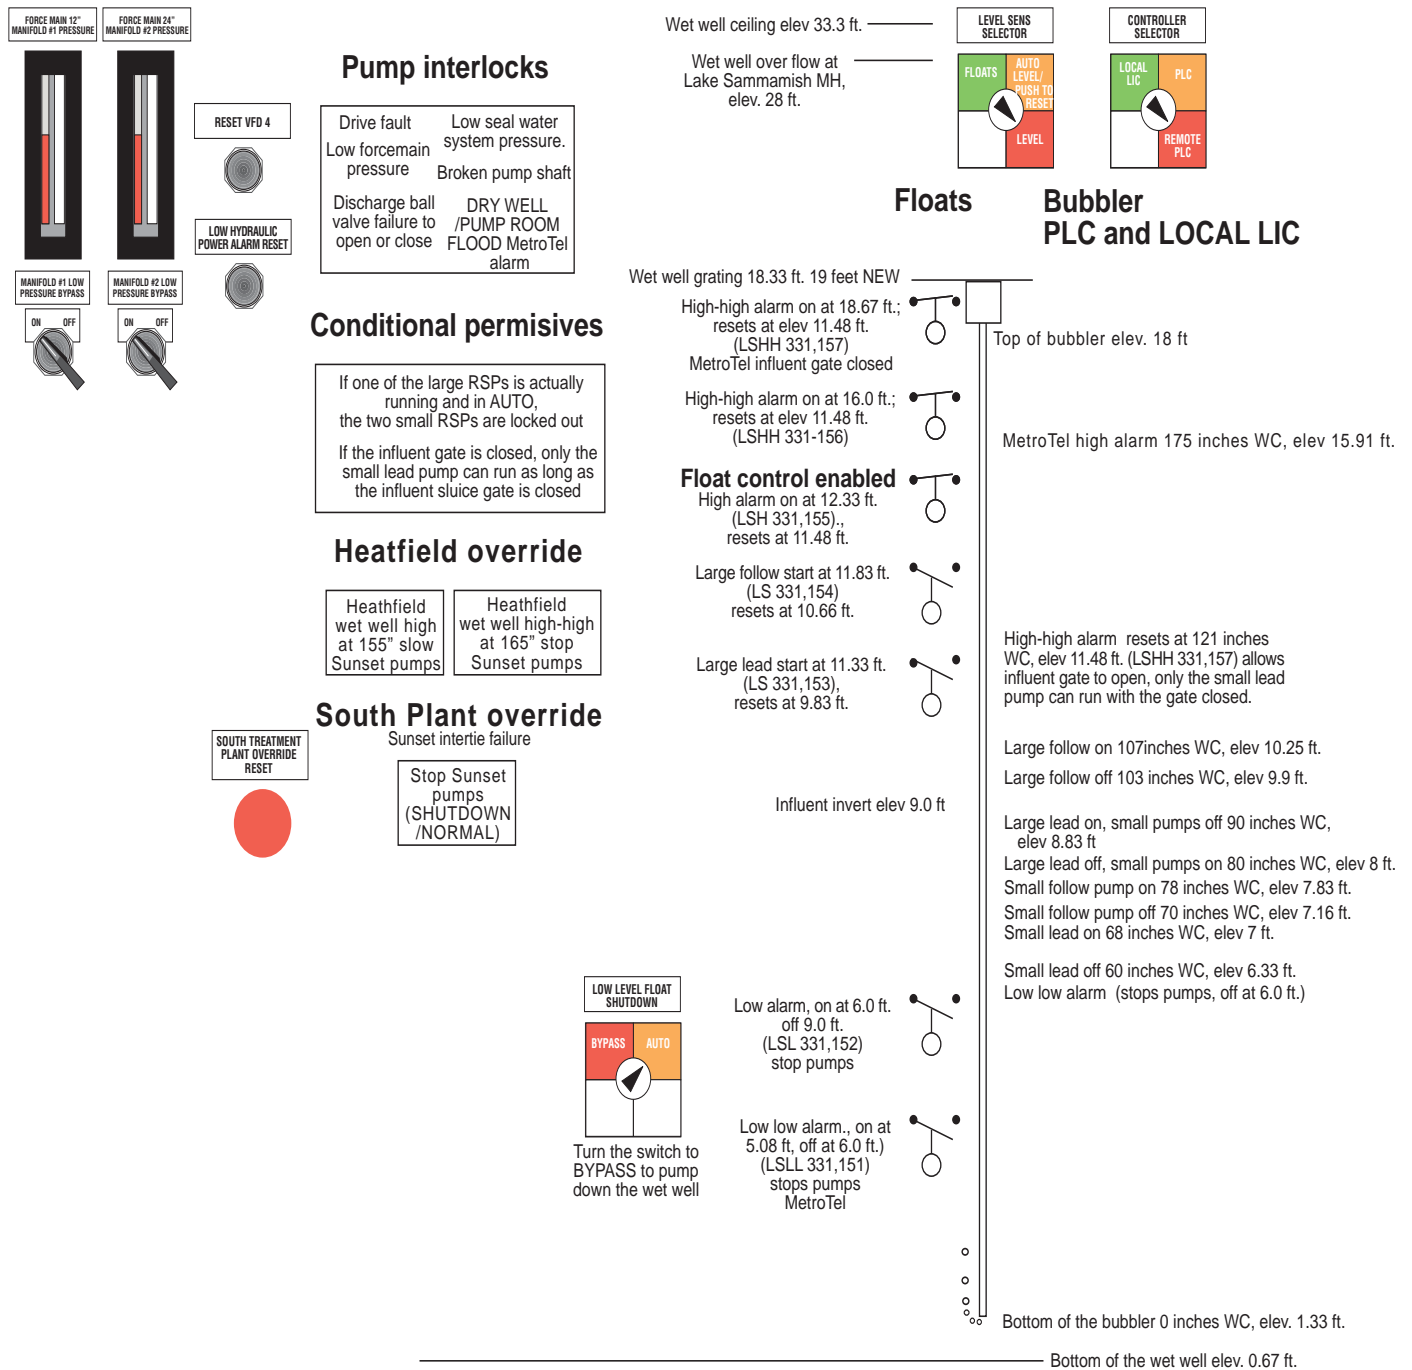 FORCE MAIN 12"
MANIFOLD #1 PRESSURE
FORCE MAIN 24"
MANIFOLD #2 PRESSURE
RESET VFD 4
LOW HYDRAULIC
POWER ALARM RESET
MANIFOLD #1 LOW
PRESSURE BYPASS
ON OFF
MANIFOLD #2 LOW
PRESSURE BYPASS
ON OFF
Pump interlocks
Drive fault
Low forcemain
pressure
Discharge ball
valve failure to
open or close
Low seal water
system pressure.
Broken pump shaft
DRY WELL
/PUMP ROOM
FLOOD MetroTel
alarm
Conditional permisives
If one of the large RSPs is actually
running and in AUTO,
the two small RSPs are locked out
If the influent gate is closed, only the
small lead pump can run as long as
the influent sluice gate is closed
Heatfield override
Heathfield
wet well high
at 155” slow
Sunset pumps
Heathfield
wet well high-high
at 165” stop
Sunset pumps
South Plant override
Sunset intertie failure
Stop Sunset
pumps
(SHUTDOWN
/NORMAL)
SOUTH TREATMENT
PLANT OVERRIDE
RESET
Wet well ceiling elev 33.3 ft.
Wet well over flow at
Lake Sammamish MH,
elev. 28 ft.
LEVEL SENS
SELECTOR
FLOATS
AUTO
LEVEL/
PUSH TO
RESET
LEVEL
CONTROLLER
SELECTOR
LOCAL
LIC
PLC
REMOTE
PLC
Floats
Bubbler
PLC and LOCAL LIC
Wet well grating 18.33 ft. 19 feet NEW
High-high alarm on at 18.67 ft.;
resets at elev 11.48 ft.
(LSHH 331,157)
MetroTel influent gate closed
High-high alarm on at 16.0 ft.;
resets at elev 11.48 ft.
(LSHH 331-156)
Float control enabled
High alarm on at 12.33 ft.
(LSH 331,155).,
resets at 11.48 ft.
Large follow start at 11.83 ft.
(LS 331,154)
resets at 10.66 ft.
Large lead start at 11.33 ft.
(LS 331,153),
resets at 9.83 ft.
Influent invert elev 9.0 ft
Low alarm, on at 6.0 ft.
off 9.0 ft.
(LSL 331,152)
stop pumps
Low low alarm., on at
5.08 ft, off at 6.0 ft.)
(LSLL 331,151)
stops pumps
MetroTel
LOW LEVEL FLOAT
SHUTDOWN
BYPASS AUTO
Turn the switch to
BYPASS to pump
down the wet well
Top of bubbler elev. 18 ft
MetroTel high alarm 175 inches WC, elev 15.91 ft.
High-high alarm resets at 121 inches
WC, elev 11.48 ft. (LSHH 331,157) allows
influent gate to open, only the small lead
pump can run with the gate closed.
Large follow on 107inches WC, elev 10.25 ft.
Large follow off 103 inches WC, elev 9.9 ft.
Large lead on, small pumps off 90 inches WC,
elev 8.83 ft
Large lead off, small pumps on 80 inches WC, elev 8 ft.
Small follow pump on 78 inches WC, elev 7.83 ft.
Small follow pump off 70 inches WC, elev 7.16 ft.
Small lead on 68 inches WC, elev 7 ft.
Small lead off 60 inches WC, elev 6.33 ft.
Low low alarm (stops pumps, off at 6.0 ft.)
Bottom of the bubbler 0 inches WC, elev. 1.33 ft.
Bottom of the wet well elev. 0.67 ft.